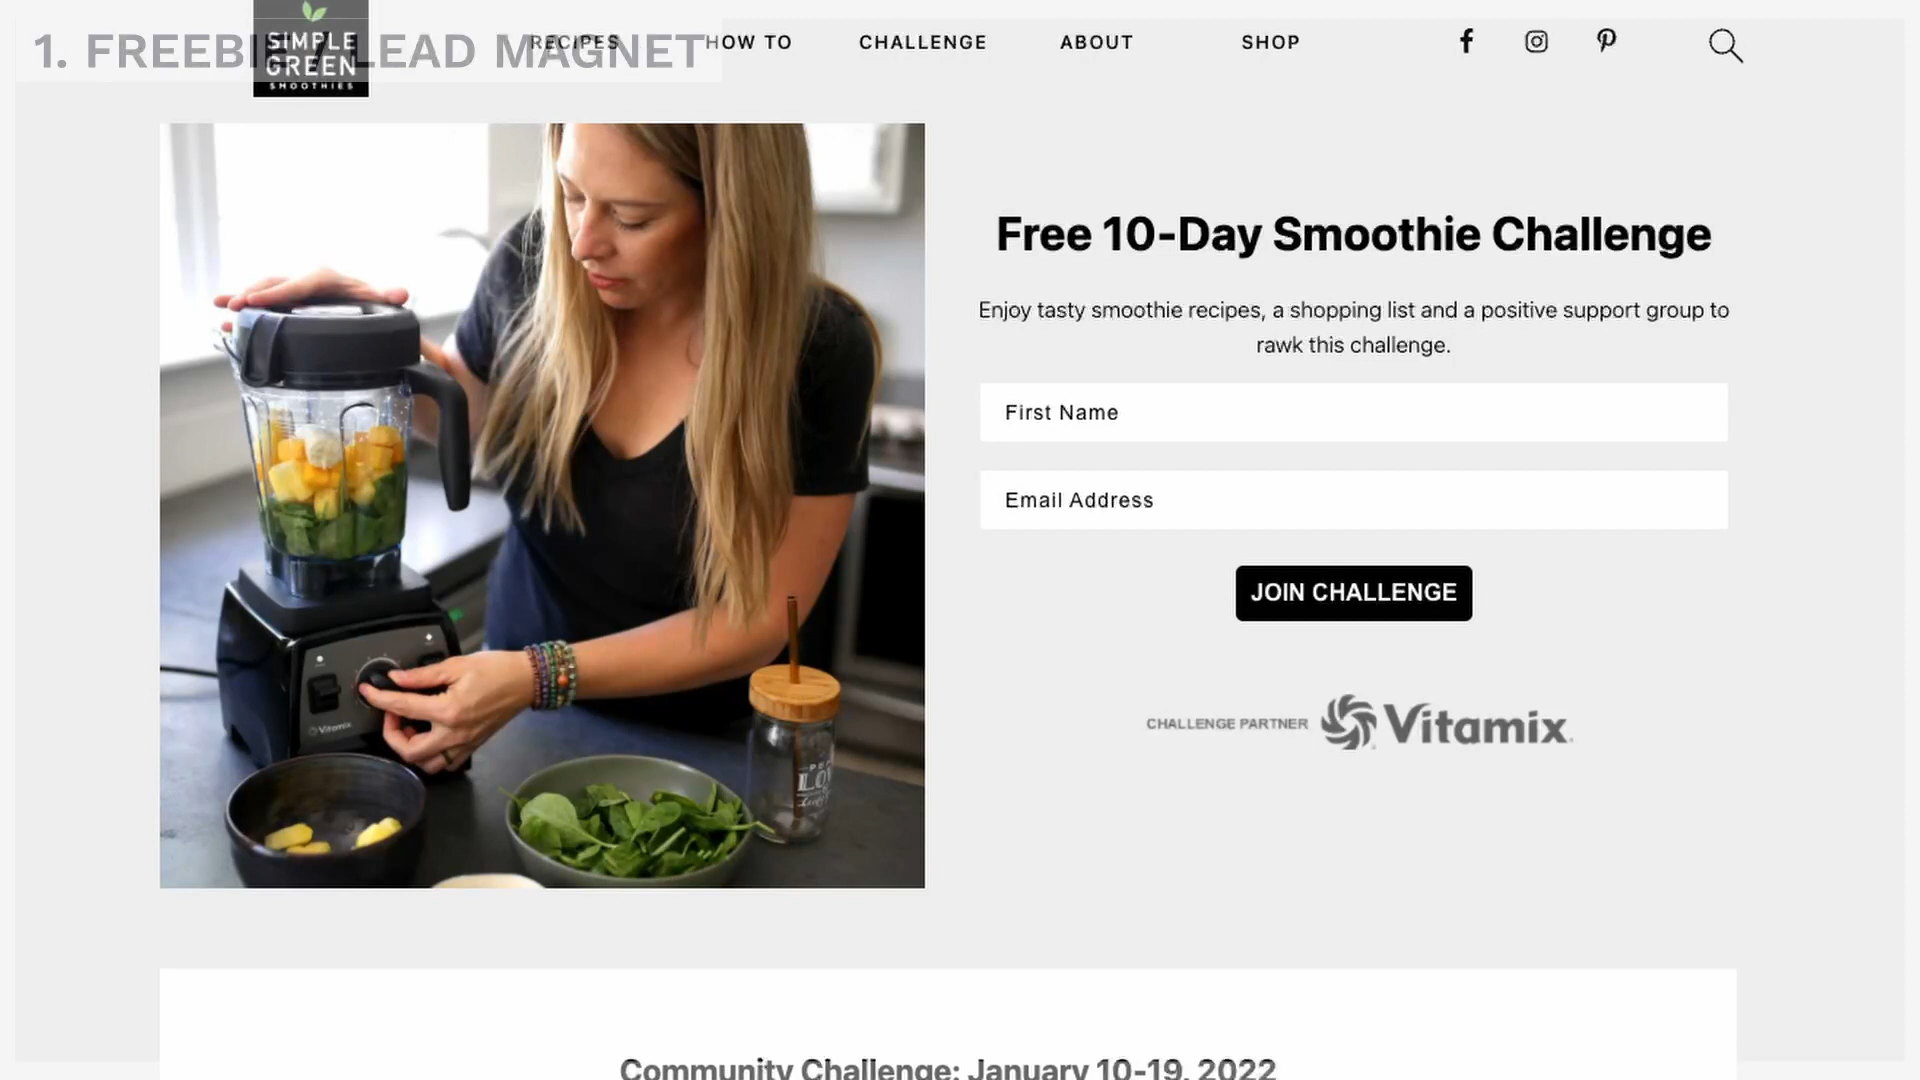 1. FREEBIE / LEAD MAGNET
SIMPLE
GREEN
SMOOTHIES
RECIPES
HOW TO
CHALLENGE
ABOUT
SHOP
Free 10-Day Smoothie Challenge
Enjoy tasty smoothie recipes, a shopping list and a positive support group to
rawk this challenge.
First Name
Email Address
JOIN CHALLENGE
CHALLENGE PARTNER Vitamix
Vitamix
Community Challenge: January 10-19, 2022